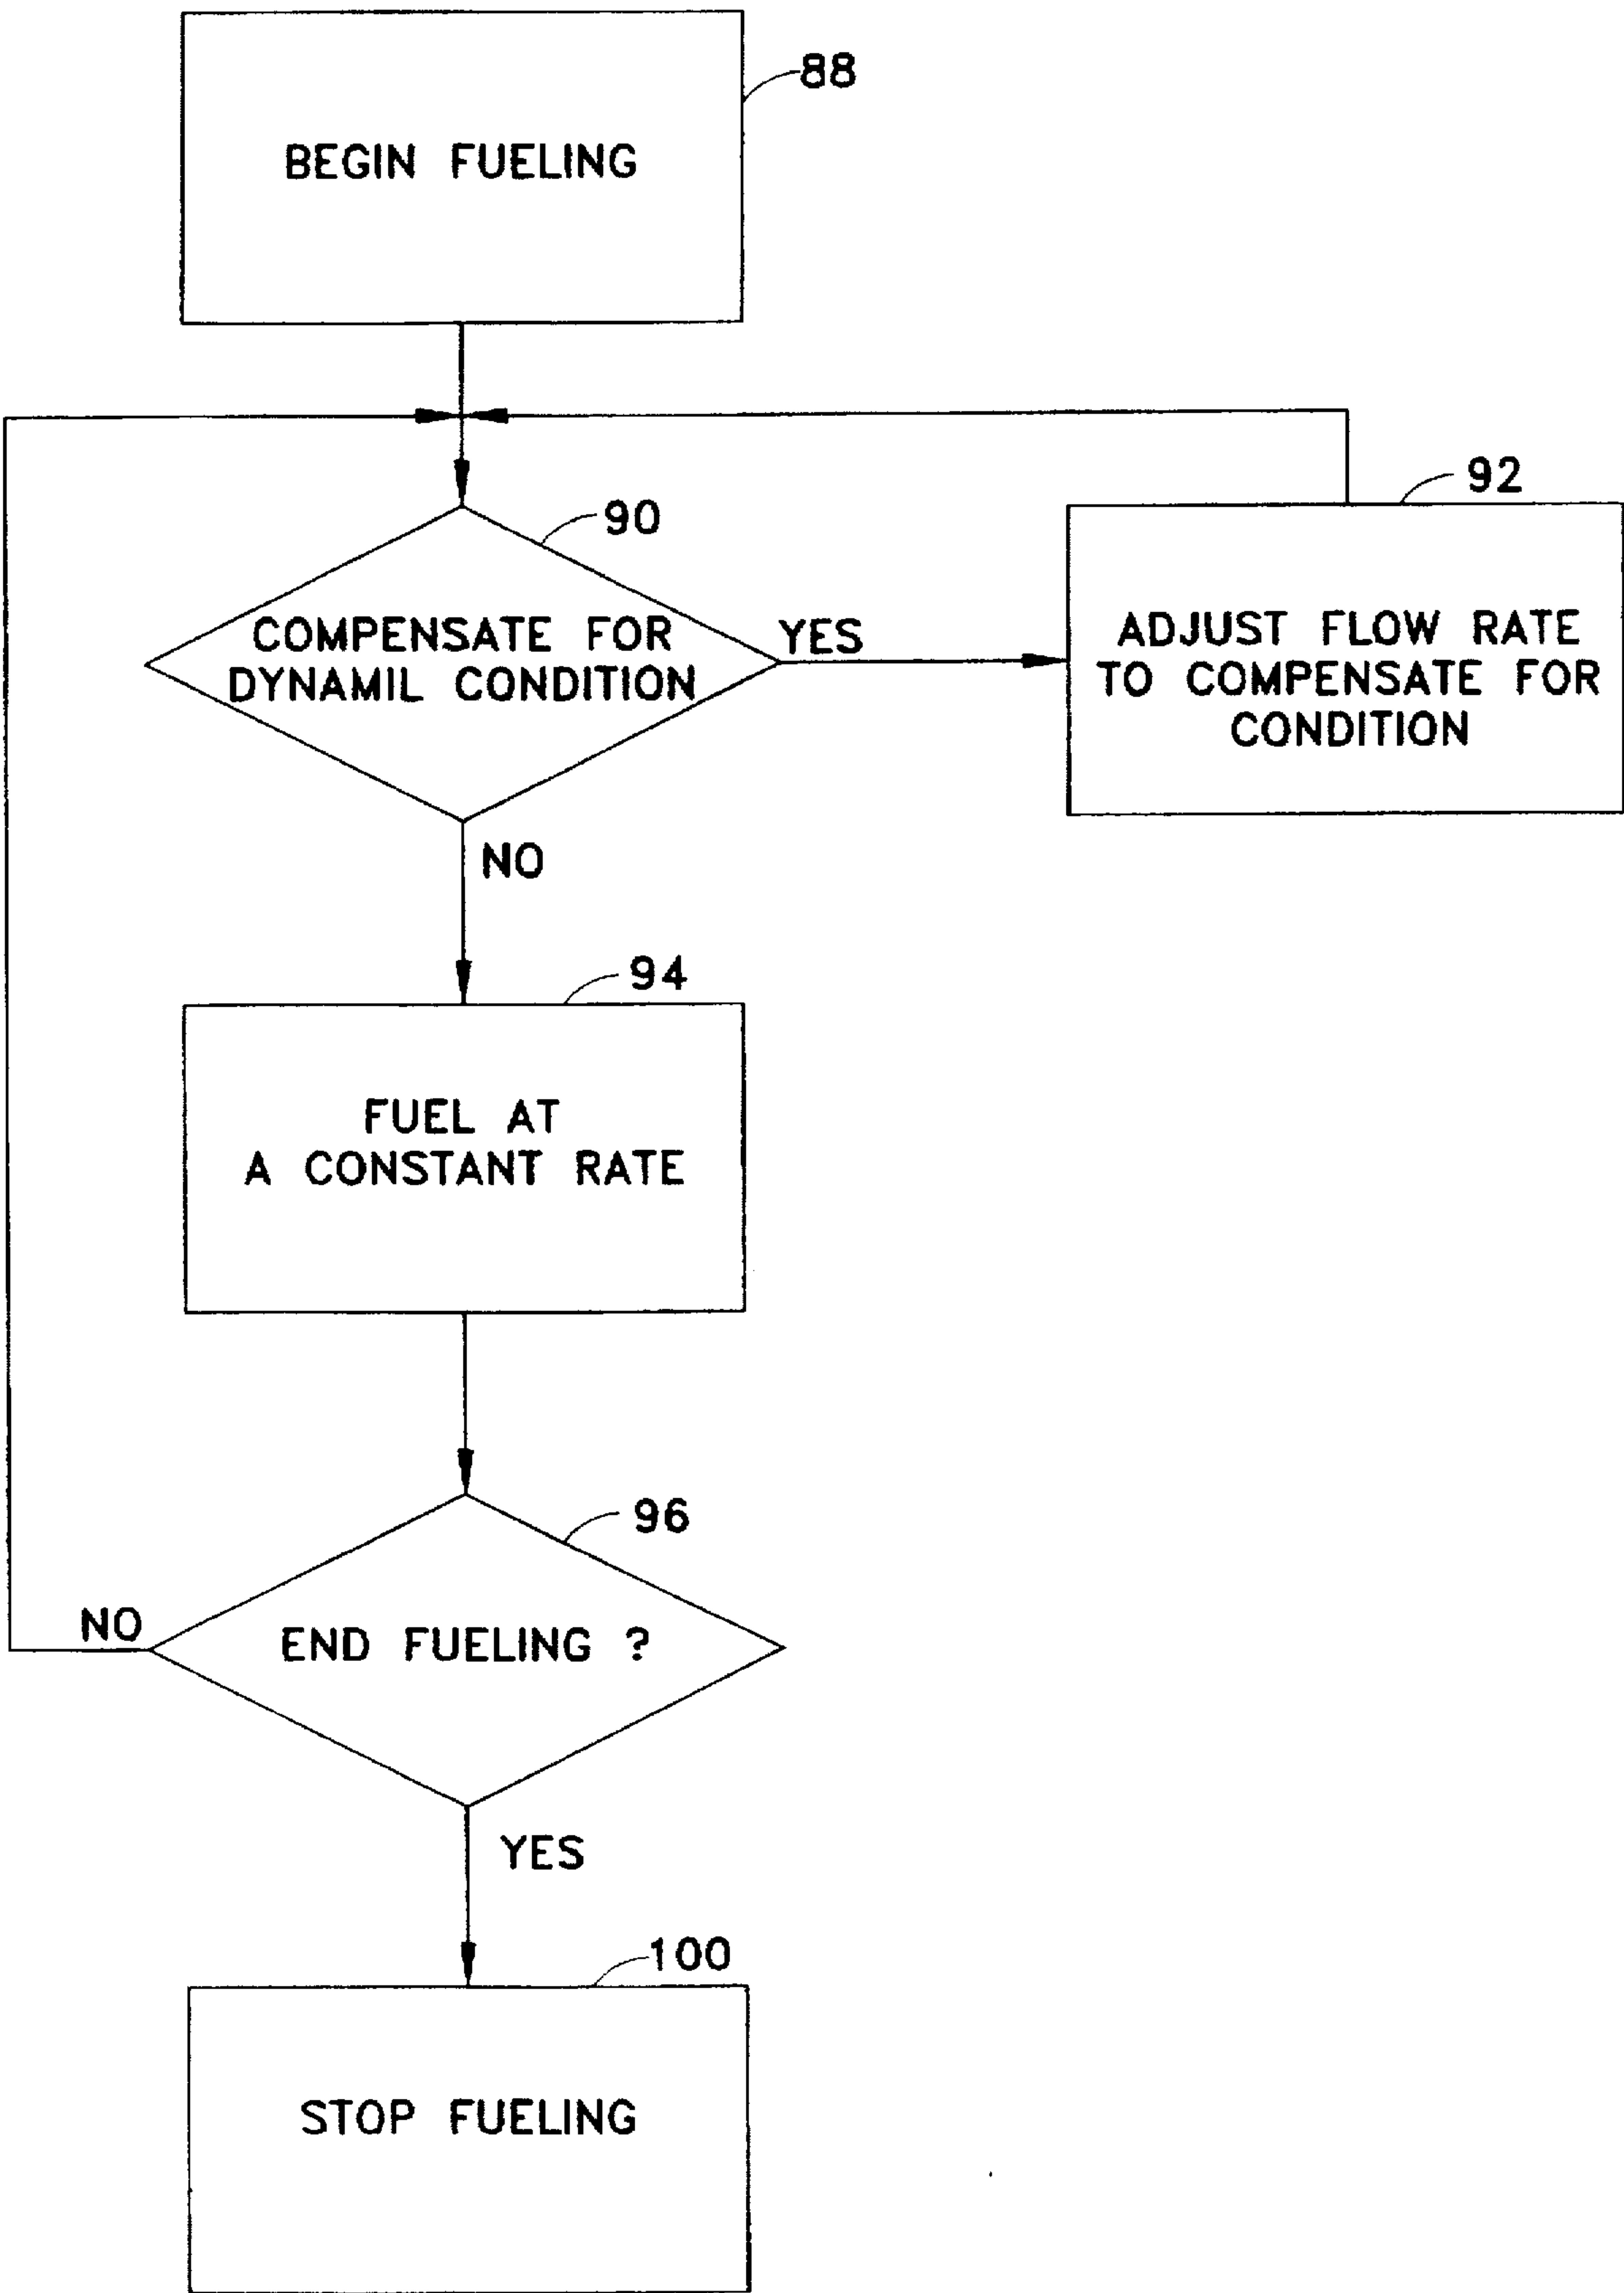 88
BEGIN FUELING
90
COMPENSATE FOR
DYNAMIL CONDITION
YES
92
ADJUST FLOW RATE
TO COMPENSATE FOR
CONDITION
NO
94
FUEL AT
A CONSTANT RATE
96
END FUELING ?
NO
YES
100
STOP FUELING